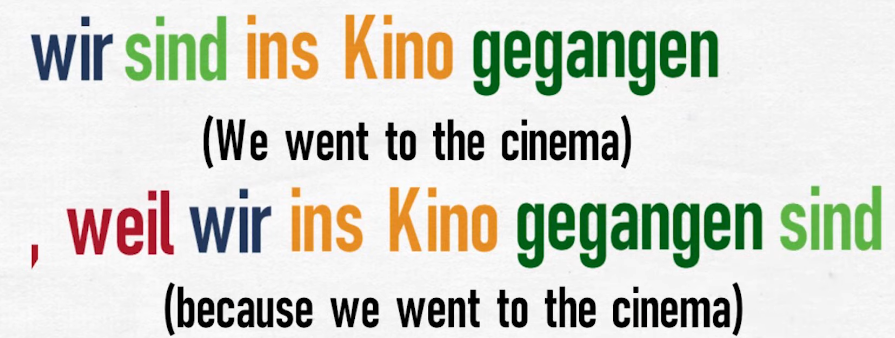 wir sind ins Kino gegangen
(We went to the cinema)
, weil wir ins Kino gegangen sind
(because we went to the cinema)